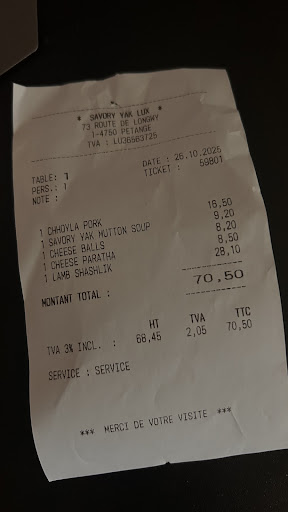 * SAVORY YAK LUX *
73 ROUTE DE LONGWY
L-4750 PETANGE
TVA :
TABLE: 1
DATE : 26.10.2025
PERS.: 1
TICKET : 59801
NOTE :
1 CHHOYLA PORK 16,50
1 SAVORY YAK MUTTON SOUP 9,20
1 CHEESE BALLS 8,20
1 CHEESE PARATHA 8,50
1 LAMB SHASHLIK 28,10
MONTANT TOTAL : 70,50
HT TVA TTC
TVA 3% INCL. : 68,45 2,05 70,50
SERVICE : SERVICE
*** MERCI DE VOTRE VISITE ***